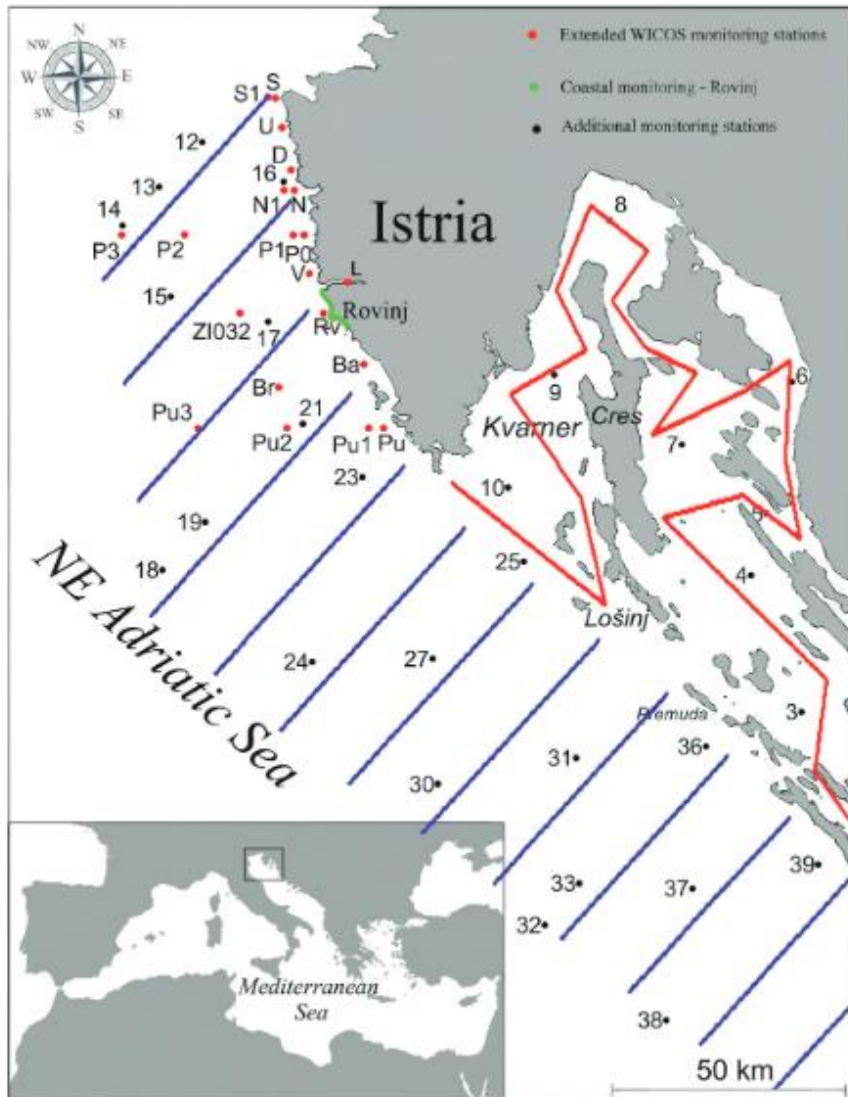 N
NW
NE
W
E
SW
SE
S
Extended WICOS monitoring stations
Coastal monitoring - Rovinj
Additional monitoring stations
S
S1
U
12
D
16
13
N1
N
14
P3
P2
P1
P0
V
L
15
ZI032
17
Rv
Rovinj
Istria
8
Ba
9
6
Br
Cres
Pu3
Pu2
21
Pu1
Pu
Kvarner
7
23
10
5
19
18
25
4
Lošinj
NE Adriatic Sea
24
27
3
Premuda
31
36
30
39
33
37
32
38
Mediterranean
Sea
50 km